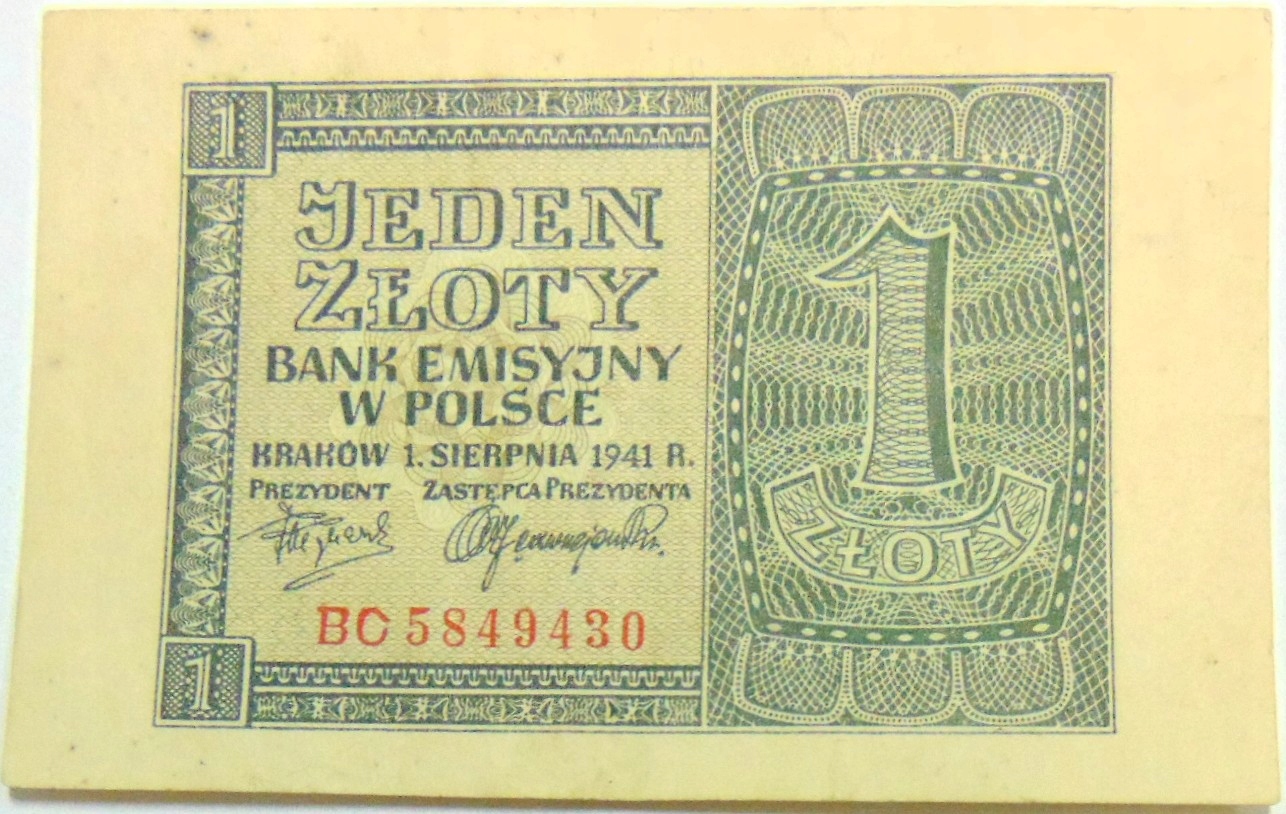 1
JEDEN
ZŁOTY
BANK EMISYJNY
W POLSCE
KRAKÓW 1. SIERPNIA 1941 R.
PREZYDENT ZASTĘPCA PREZYDENTA
BC 5849430
1
1
ZŁOTY